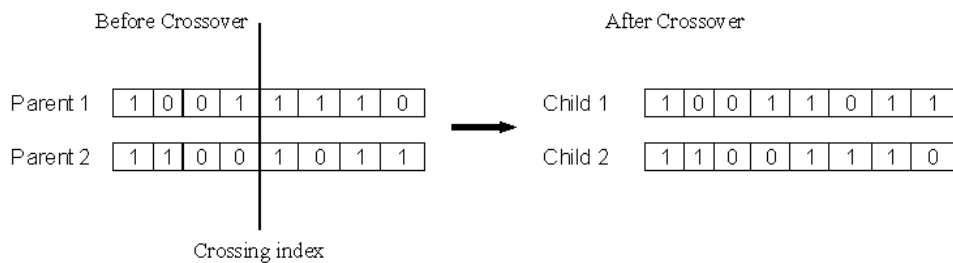 Before Crossover After Crossover
Parent 1 1 0 0 1 1 1 1 0 Child 1 1 0 0 1 1 0 1 1
Parent 2 1 1 0 0 1 0 1 1 Child 2 1 1 0 0 1 1 1 0
Crossing index